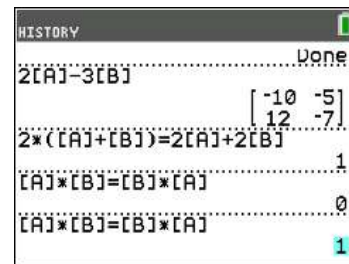 HISTORY
Done
2[A]-3[B]
[ -10 -5 ]
[ 12 -7 ]
2*([A]+[B])=2[A]+2[B]
1
[A]*[B]=[B]*[A]
0
[A]*[B]=[B]*[A]
1